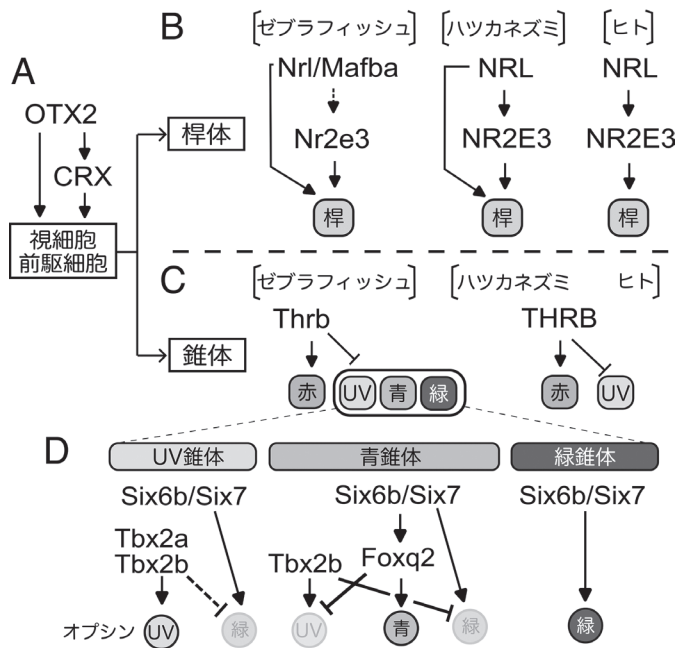 A
OTX2
CRX
視細胞
前駆細胞
桿体
錐体
B
[ゼブラフィッシュ] [ハツカネズミ] [ヒト]
Nrl/Mafba NRL NRL
Nr2e3 NR2E3 NR2E3
桿 桿 桿
C
[ゼブラフィッシュ] [ハツカネズミ ヒト]
Thrb THRB
赤 UV 青 緑 赤 UV
D
UV錐体 青錐体 緑錐体
Six6b/Six7 Six6b/Six7 Six6b/Six7
Tbx2a
Tbx2b Tbx2b Foxq2
オプシン UV 緑 UV 青 緑 緑